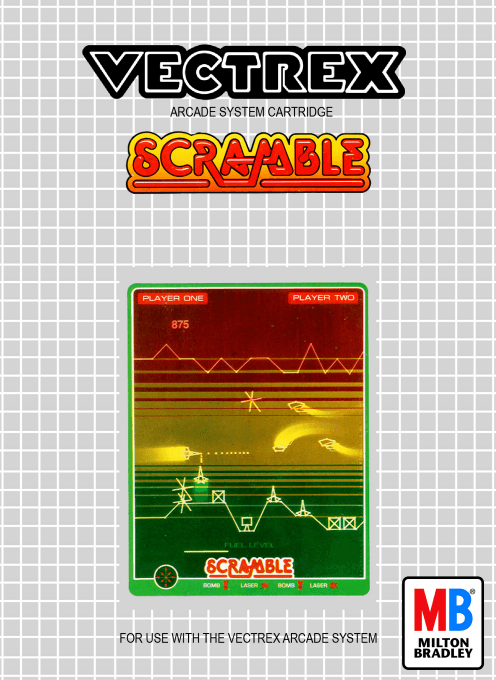 VECTREX
ARCADE SYSTEM CARTRIDGE
SCRAMBLE
PLAYER ONE PLAYER TWO
875
FUEL LEVEL
SCRAMBLE
BOMB LASER BOMB LASER
FOR USE WITH THE VECTREX ARCADE SYSTEM
MB®
MILTON
BRADLEY